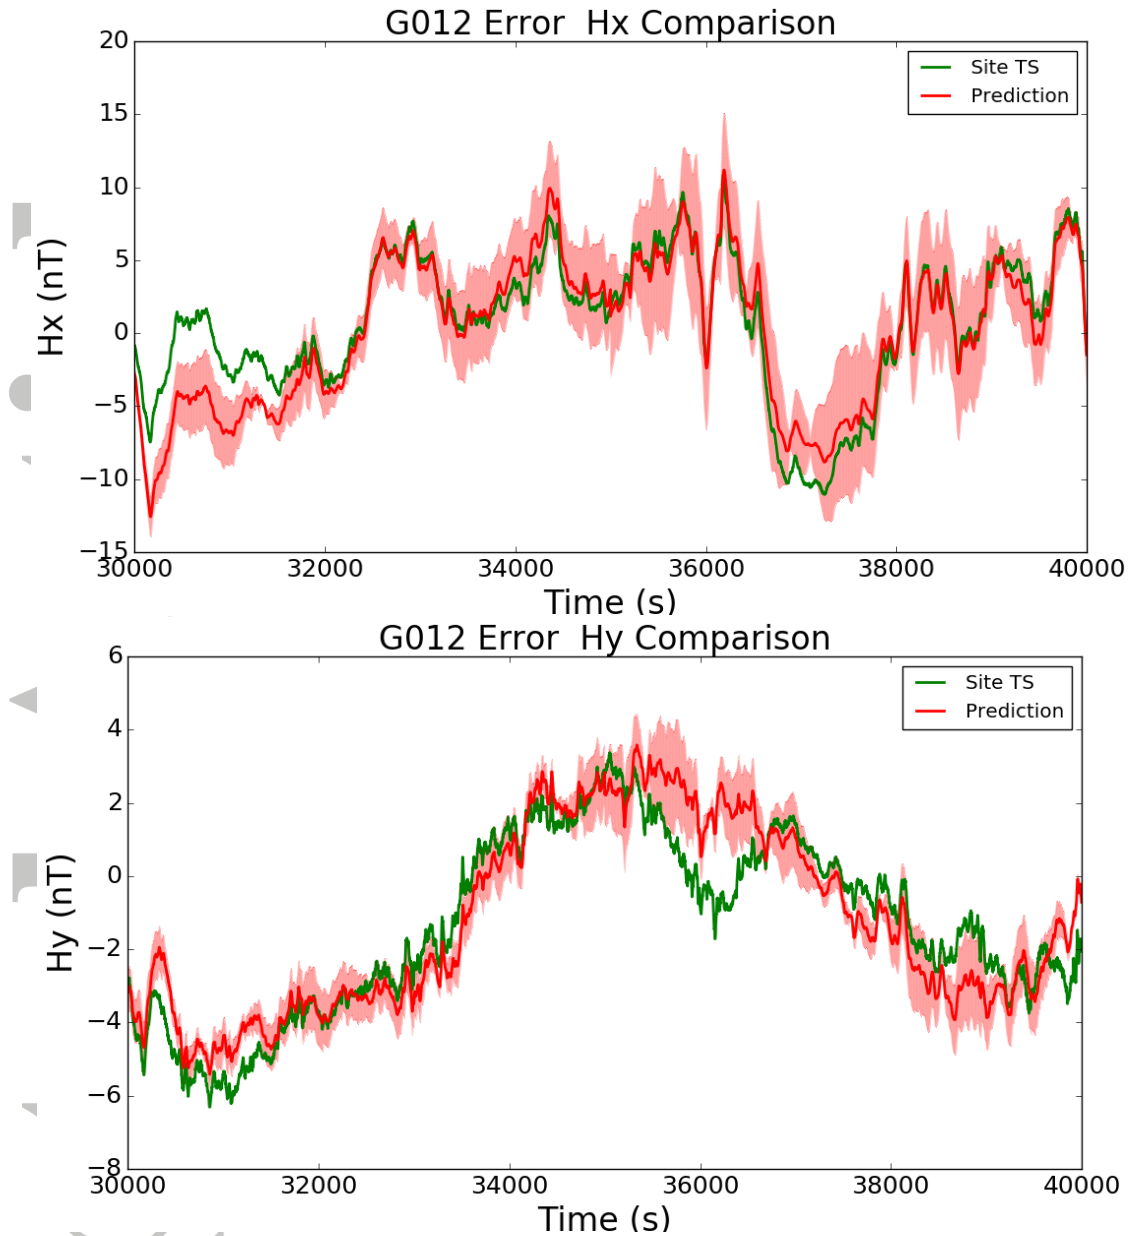 G012 Error  Hx Comparison
20
15
10
5
0
−5
−10
−15
Hx (nT)
Site TS
Prediction
30000 32000 34000 36000 38000 40000
Time (s)
G012 Error  Hy Comparison
6
4
2
0
−2
−4
−6
−8
Hy (nT)
Site TS
Prediction
30000 32000 34000 36000 38000 40000
Time (s)